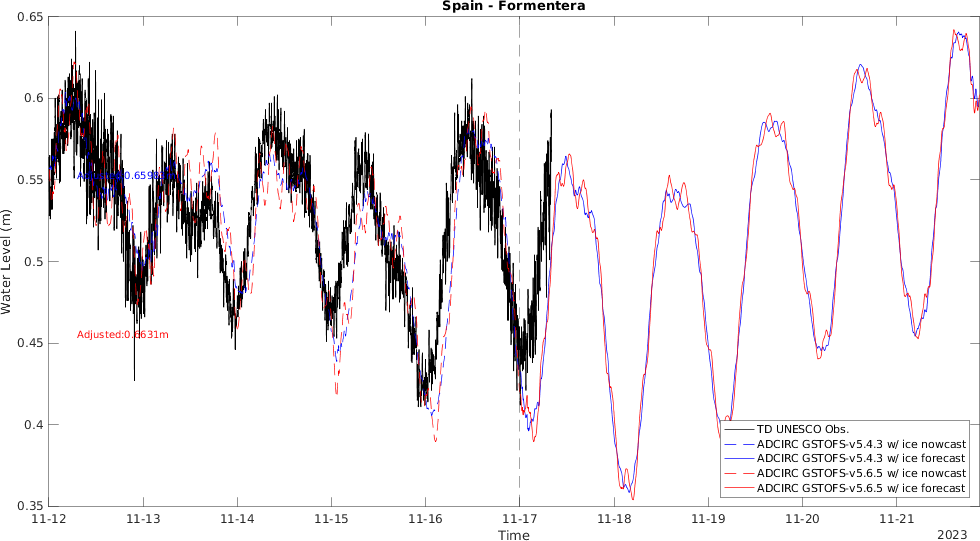 Spain - Formentera
0.65
0.6
0.55
0.5
0.45
0.4
0.35
Water Level (m)
Adjusted:0.6631m
TD UNESCO Obs.
ADCIRC GSTOFS-v5.4.3 w/ ice nowcast
ADCIRC GSTOFS-v5.4.3 w/ ice forecast
ADCIRC GSTOFS-v5.6.5 w/ ice nowcast
ADCIRC GSTOFS-v5.6.5 w/ ice forecast
11-12 11-13 11-14 11-15 11-16 11-17 11-18 11-19 11-20 11-21
Time
2023